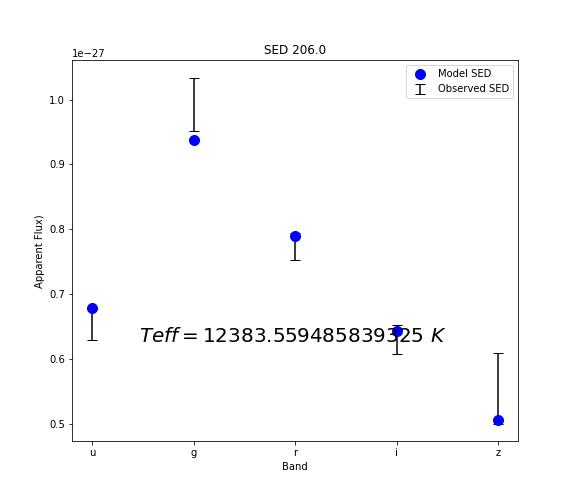 SED 206.0
1e−27
Model SED
Observed SED
1.0
0.9
0.8
0.7
0.6
0.5
Apparent Flux)
Teff = 12383.559485839325 K
u g r i z
Band